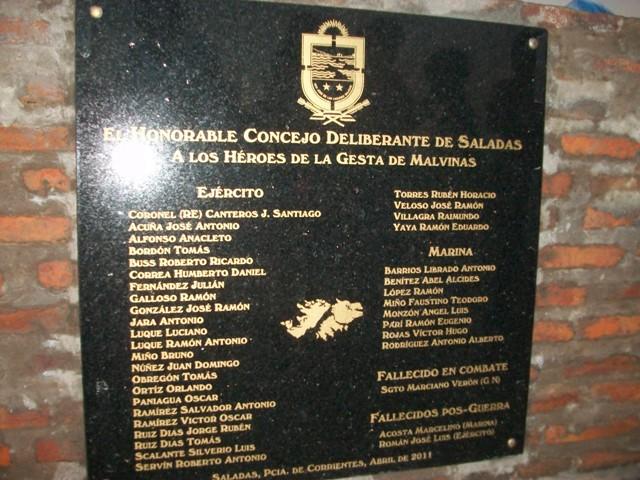 El Honorable Concejo Deliberante de Saladas
A los Héroes de la Gesta de Malvinas
Ejército
Coronel (RE) Canteros J. Santiago
Acuña José Antonio
Alfonso Anacleto
Bordón Tomás
Buss Roberto Ricardo
Correa Humberto Daniel
Fernández Julián
Galloso Ramón
González José Ramón
Jara Antonio
Luque Luciano
Luque Ramón Antonio
Miño Bruno
Núñez Juan Domingo
Obregón Tomás
Ortíz Orlando
Paniagua Oscar
Ramírez Salvador Antonio
Ramírez Víctor Oscar
Ruiz Dias Jorge Rubén
Ruiz Dias Tomás
Scalante Silverio Luis
Servín Roberto Antonio
Torres Rubén Horacio
Veloso José Ramón
Villagra Raimundo
Yaya Ramón Eduardo
Marina
Barrios Librado Antonio
Benítez Abel Alcides
López Ramón
Miño Faustino Teodoro
Monzón Angel Luis
Parí Ramón Eugenio
Rojas Víctor Hugo
Rodríguez Antonio Alberto
Fallecido en Combate
Sgto Marciano Verón (G N)
Fallecidos Pos-Guerra
Acosta Marcelino (Marina)
Román José Luis (Ejército)
Saladas, Pcia. de Corrientes, Abril de 2011